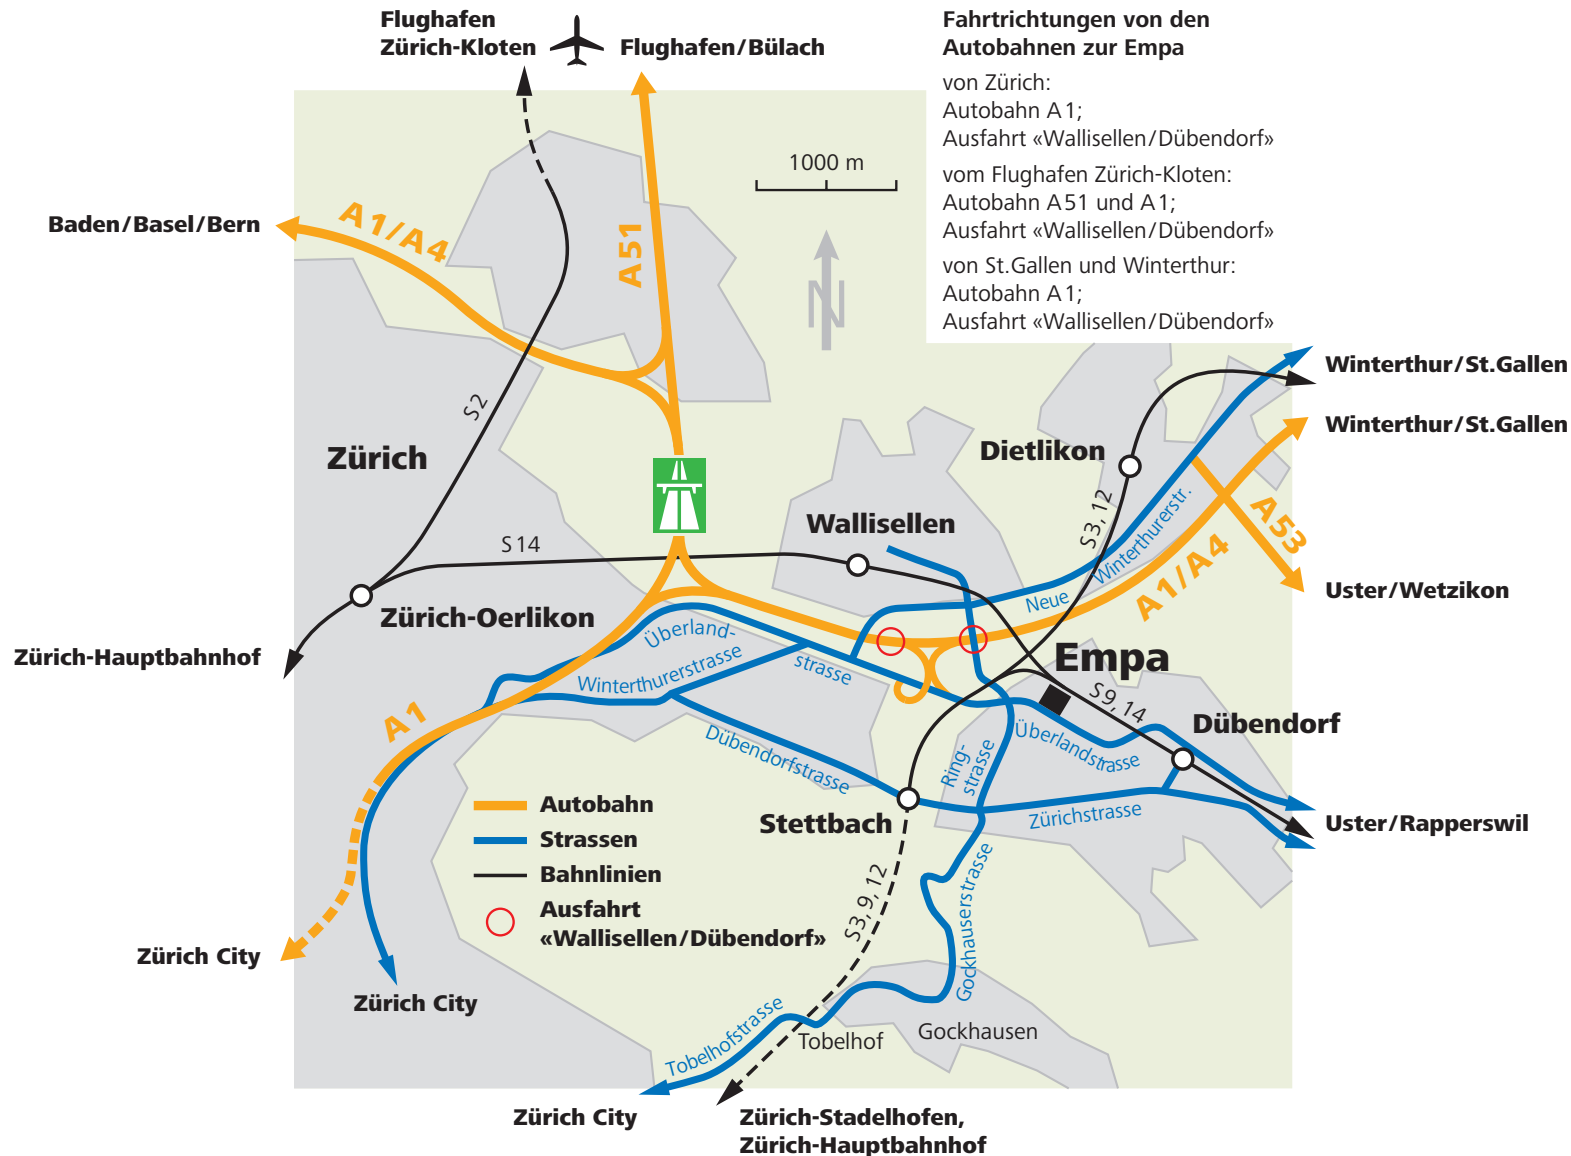 Flughafen
Zürich-Kloten
Flughafen/Bülach
Fahrtrichtungen von den
Autobahnen zur Empa
von Zürich:
Autobahn A1;
Ausfahrt «Wallisellen/Dübendorf»
vom Flughafen Zürich-Kloten:
Autobahn A51 und A1;
Ausfahrt «Wallisellen/Dübendorf»
von St.Gallen und Winterthur:
Autobahn A1;
Ausfahrt «Wallisellen/Dübendorf»
1000 m
N
Baden/Basel/Bern
A1/A4
A51
S2
Zürich
Winterthur/St.Gallen
Winterthur/St.Gallen
Dietlikon
S3, 12
Neue
Winterthurerstr.
A53
A1/A4
Uster/Wetzikon
Wallisellen
S14
Zürich-Oerlikon
Zürich-Hauptbahnhof
Überland-
strasse
Winterthurerstrasse
A1
Empa
S9, 14
Dübendorf
Dübendorfstrasse
Ring-
strasse
Überlandstrasse
Zürichstrasse
Stettbach
Uster/Rapperswil
Autobahn
Strassen
Bahnlinien
Ausfahrt
«Wallisellen/Dübendorf»
S3, 9, 12
Gockhauserstrasse
Zürich City
Zürich City
Tobelhofstrasse
Tobelhof
Gockhausen
Zürich City
Zürich-Stadelhofen,
Zürich-Hauptbahnhof